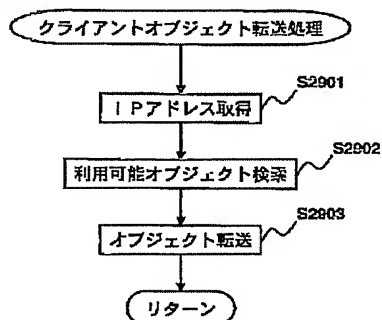 クライアントオブジェクト転送処理
S2901
IPアドレス取得
S2902
利用可能オブジェクト検索
S2903
オブジェクト転送
リターン